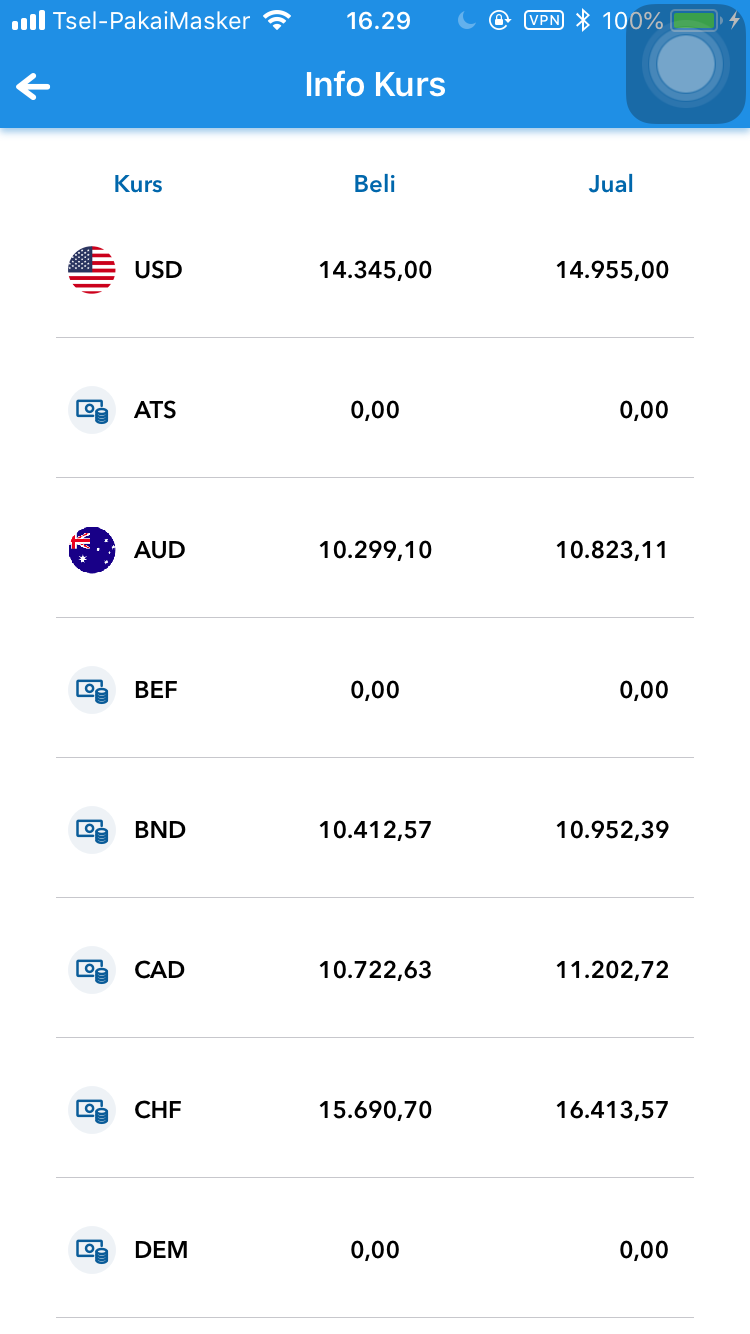 Tsel-PakaiMasker 16.29 VPN 100%
Info Kurs
Kurs Beli Jual
USD 14.345,00 14.955,00
ATS 0,00 0,00
AUD 10.299,10 10.823,11
BEF 0,00 0,00
BND 10.412,57 10.952,39
CAD 10.722,63 11.202,72
CHF 15.690,70 16.413,57
DEM 0,00 0,00